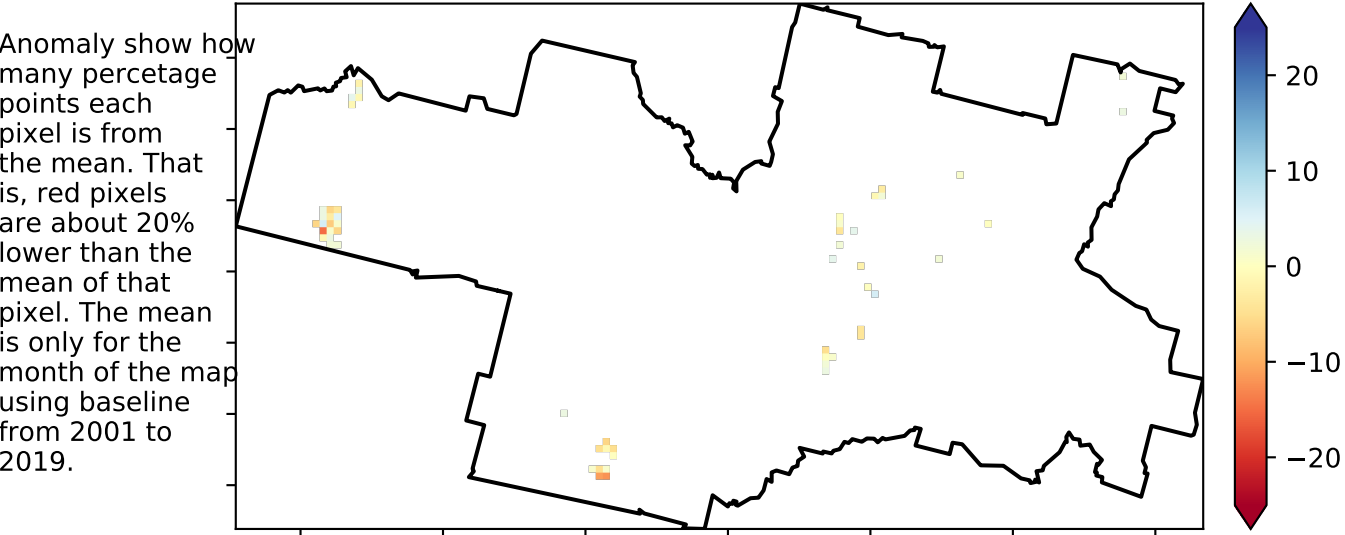 Anomaly show how
many percetage
points each
pixel is from
the mean. That
is, red pixels
are about 20%
lower than the
mean of that
pixel. The mean
is only for the
month of the map
using baseline
from 2001 to
2019.
20
10
0
−10
−20